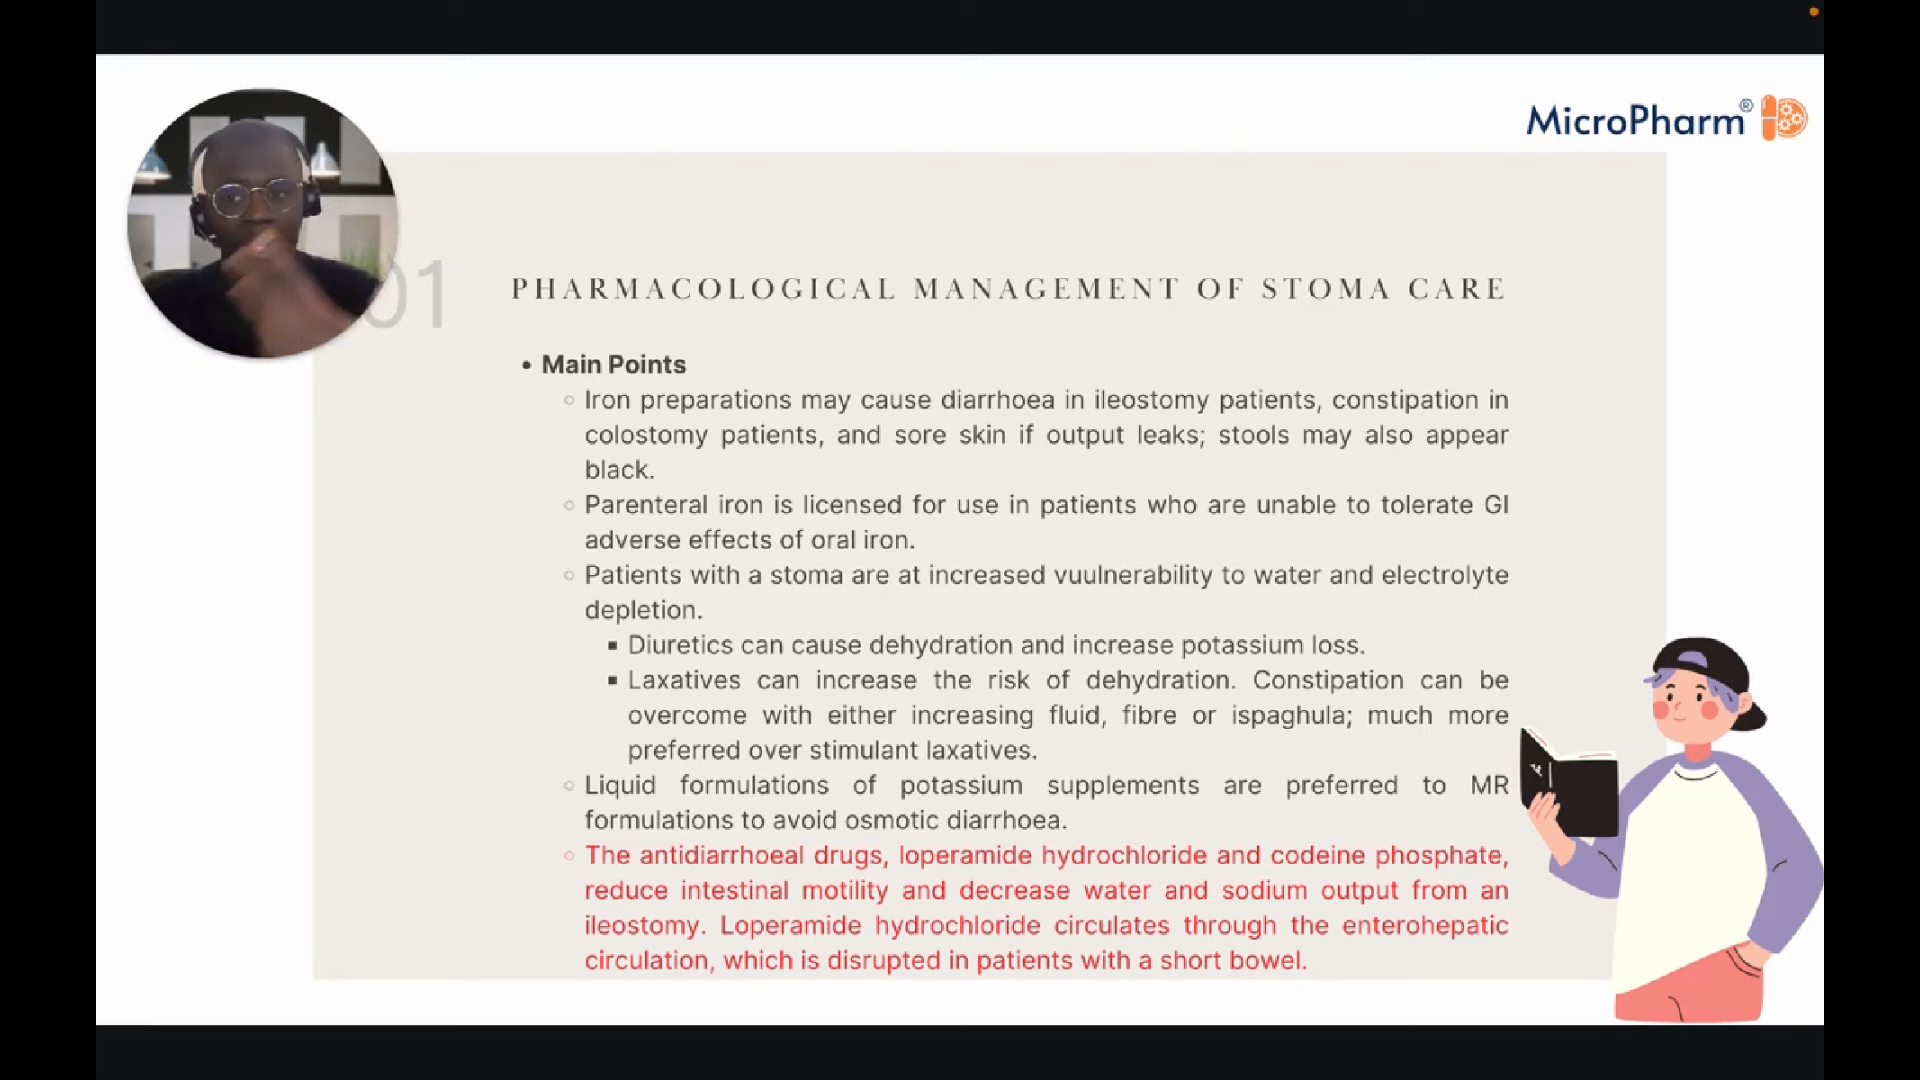 MicroPharm®
01
PHARMACOLOGICAL MANAGEMENT OF STOMA CARE
• Main Points
○ Iron preparations may cause diarrhoea in ileostomy patients, constipation in
colostomy patients, and sore skin if output leaks; stools may also appear
black.
○ Parenteral iron is licensed for use in patients who are unable to tolerate GI
adverse effects of oral iron.
○ Patients with a stoma are at increased vuulnerability to water and electrolyte
depletion.
▪ Diuretics can cause dehydration and increase potassium loss.
▪ Laxatives can increase the risk of dehydration. Constipation can be
overcome with either increasing fluid, fibre or ispaghula; much more
preferred over stimulant laxatives.
○ Liquid formulations of potassium supplements are preferred to MR
formulations to avoid osmotic diarrhoea.
○ The antidiarrhoeal drugs, loperamide hydrochloride and codeine phosphate,
reduce intestinal motility and decrease water and sodium output from an
ileostomy. Loperamide hydrochloride circulates through the enterohepatic
circulation, which is disrupted in patients with a short bowel.